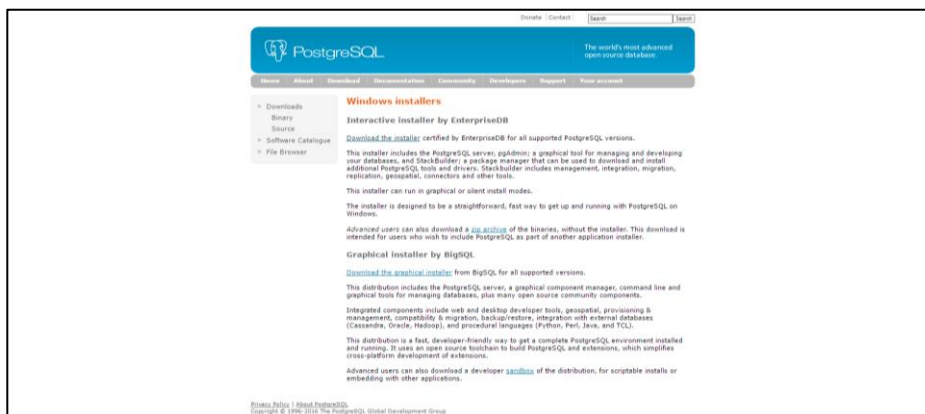 Donate | Contact
Search
Search
PostgreSQL
The world's most advanced
open source database.
Home
About
Download
Documentation
Community
Developers
Support
Your account
Downloads
Binary
Source
Software Catalogue
File Browser
Windows installers
Interactive installer by EnterpriseDB
Download the installer certified by EnterpriseDB for all supported PostgreSQL versions.
This installer includes the PostgreSQL server, pgAdmin; a graphical tool for managing and developing
your databases, and StackBuilder; a package manager that can be used to download and install
additional PostgreSQL tools and drivers. Stackbuilder includes management, integration, migration,
replication, geospatial, connectors and other tools.
This installer can run in graphical or silent install modes.
The installer is designed to be a straightforward, fast way to get up and running with PostgreSQL on
Windows.
Advanced users can also download a zip archive of the binaries, without the installer. This download is
intended for users who wish to include PostgreSQL as part of another application installer.
Graphical installer by BigSQL
Download the graphical installer from BigSQL for all supported versions.
This distribution includes the PostgreSQL server, a graphical component manager, command line and
graphical tools for managing databases, plus many open source community components.
Integrated components include web and desktop developer tools, geospatial, provisioning &
management, compatibility & migration, backup/restore, integration with external databases
(Cassandra, Oracle, Hadoop), and procedural languages (Python, Perl, Java, and TCL).
This distribution is a fast, developer-friendly way to get a complete PostgreSQL environment installed
and running. It uses an open source toolchain to build PostgreSQL and extensions, which simplifies
cross-platform development of extensions.
Advanced users can also download a developer sandbox of the distribution, for scriptable installs or
embedding with other applications.
Privacy Policy | About PostgreSQL
Copyright © 1996-2016 The PostgreSQL Global Development Group